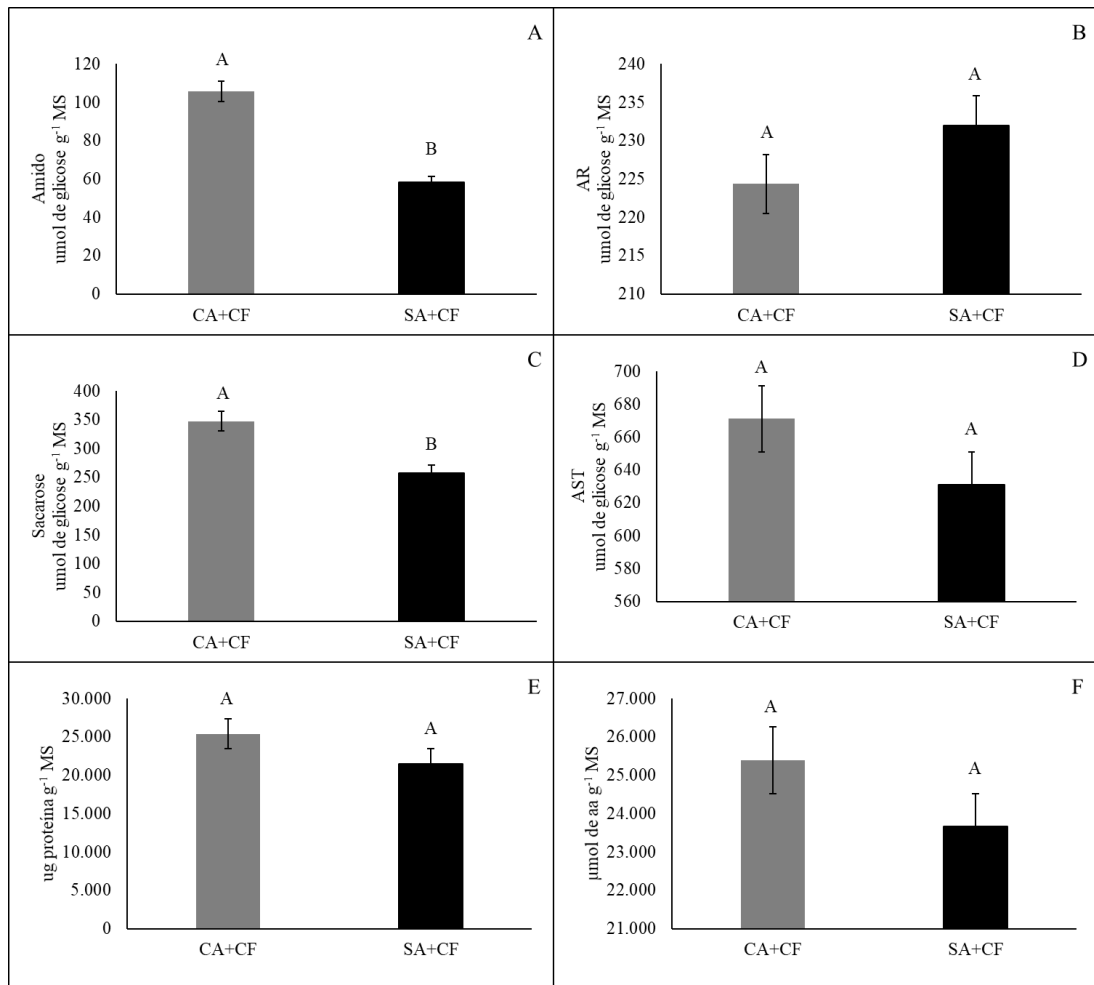 A
Amido
umol de glicose g⁻¹ MS
120
100
80
60
40
20
0
A
B
CA+CF
SA+CF
B
AR
umol de glicose g⁻¹ MS
240
235
230
225
220
215
210
A
A
CA+CF
SA+CF
C
Sacarose
umol de glicose g⁻¹ MS
400
350
300
250
200
150
100
50
0
A
B
CA+CF
SA+CF
D
AST
umol de glicose g⁻¹ MS
700
680
660
640
620
600
580
560
A
A
CA+CF
SA+CF
E
ug proteína g⁻¹ MS
30.000
25.000
20.000
15.000
10.000
5.000
0
A
A
CA+CF
SA+CF
F
µmol de aa g⁻¹ MS
27.000
26.000
25.000
24.000
23.000
22.000
21.000
A
A
CA+CF
SA+CF